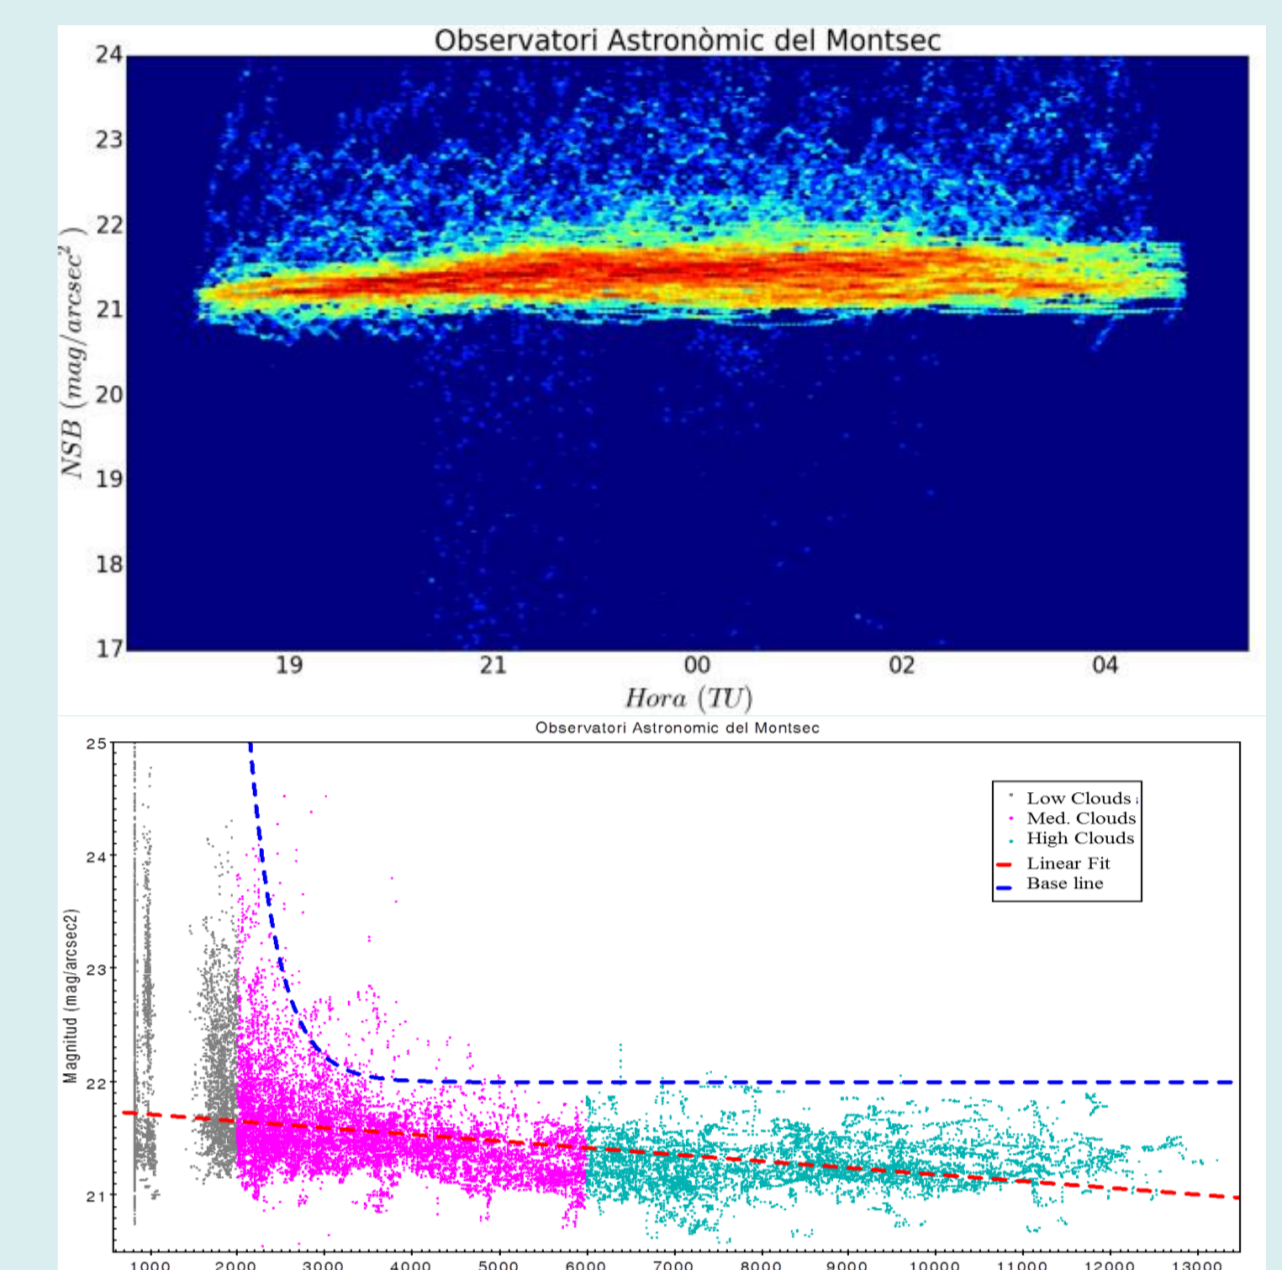 Observatori Astronòmic del Montsec
24
23
22
21
20
19
18
17
NSB (mag/arcsec²)
19 21 00 02 04
Hora (TU)
Observatori Astronomic del Montsec
25
24
23
22
21
Magnitud (mag/arcsec2)
Low Clouds
Med. Clouds
High Clouds
Linear Fit
Base line
1000 2000 3000 4000 5000 6000 7000 8000 9000 10000 11000 12000 13000